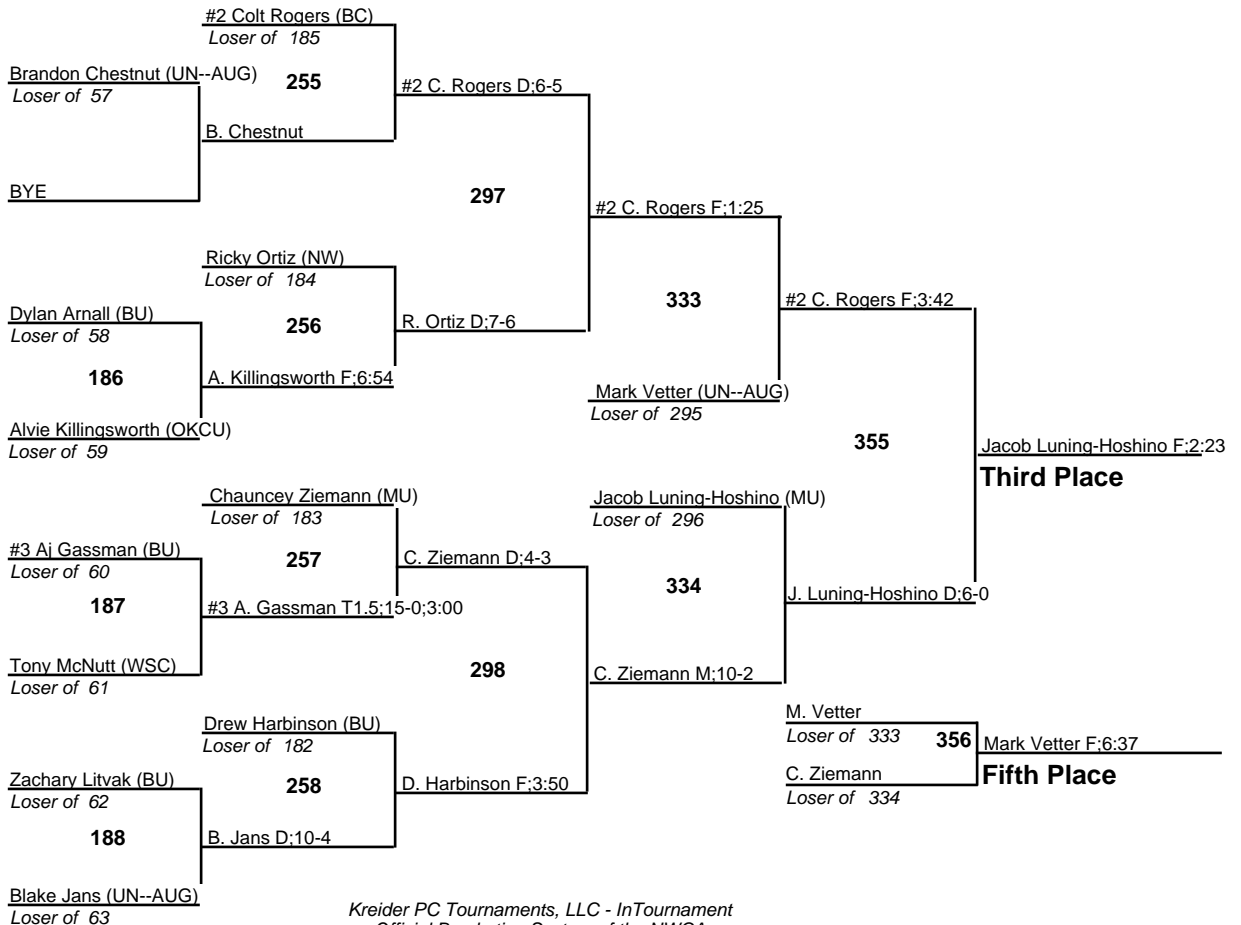 #2 Colt Rogers (BC)
Loser of 185
Brandon Chestnut (UN--AUG)
Loser of 57
255
#2 C. Rogers D;6-5
B. Chestnut
BYE
297
#2 C. Rogers F;1:25
Ricky Ortiz (NW)
Loser of 184
Dylan Arnall (BU)
Loser of 58
256
R. Ortiz D;7-6
333
#2 C. Rogers F;3:42
186
A. Killingsworth F;6:54
Mark Vetter (UN--AUG)
Loser of 295
Alvie Killingsworth (OKCU)
Loser of 59
355
Jacob Luning-Hoshino F;2:23
Third Place
Chauncey Ziemann (MU)
Loser of 183
Jacob Luning-Hoshino (MU)
Loser of 296
#3 Aj Gassman (BU)
Loser of 60
257
C. Ziemann D;4-3
334
187
#3 A. Gassman T1.5;15-0;3:00
J. Luning-Hoshino D;6-0
Tony McNutt (WSC)
Loser of 61
298
C. Ziemann M;10-2
Drew Harbinson (BU)
Loser of 182
M. Vetter
Loser of 333
356
Mark Vetter F;6:37
Fifth Place
Zachary Litvak (BU)
Loser of 62
258
D. Harbinson F;3:50
C. Ziemann
Loser of 334
188
B. Jans D;10-4
Blake Jans (UN--AUG)
Loser of 63
Kreider PC Tournaments, LLC - InTournament